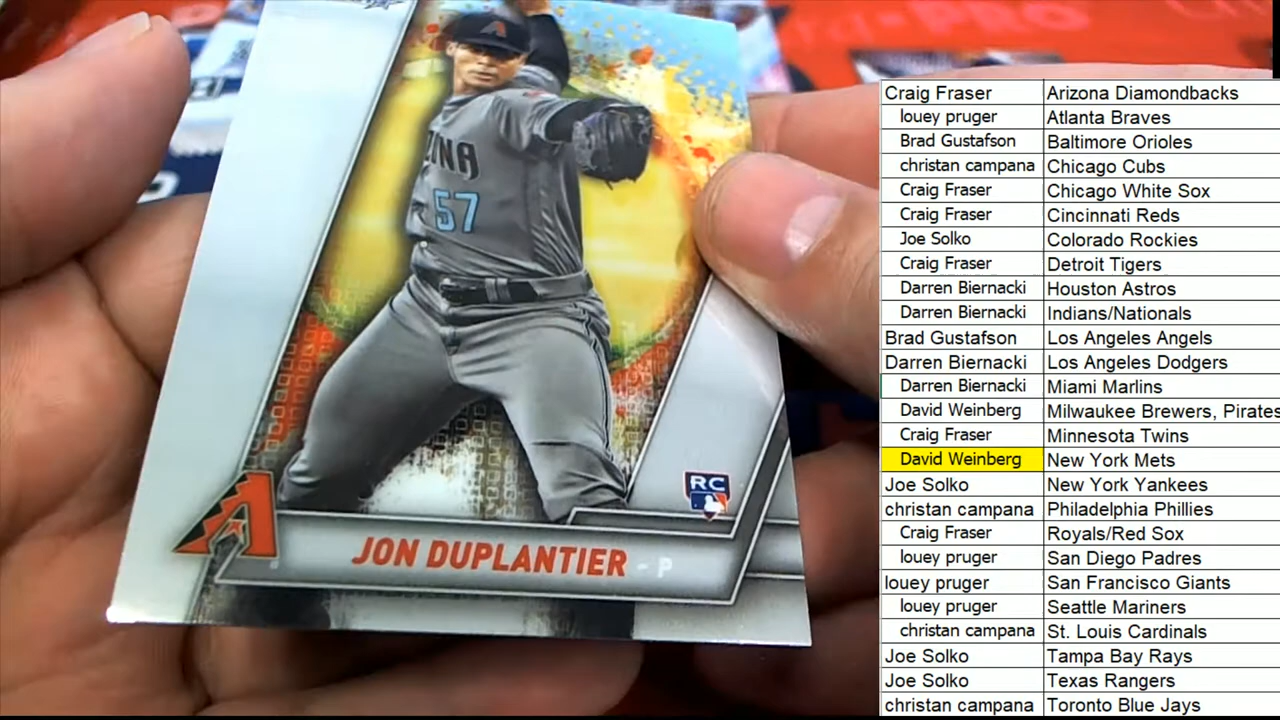 INA
57
RC
JON DUPLANTIER - P
Craig Fraser Arizona Diamondbacks
louey pruger Atlanta Braves
Brad Gustafson Baltimore Orioles
christan campana Chicago Cubs
Craig Fraser Chicago White Sox
Craig Fraser Cincinnati Reds
Joe Solko Colorado Rockies
Craig Fraser Detroit Tigers
Darren Biernacki Houston Astros
Darren Biernacki Indians/Nationals
Brad Gustafson Los Angeles Angels
Darren Biernacki Los Angeles Dodgers
Darren Biernacki Miami Marlins
David Weinberg Milwaukee Brewers, Pirates
Craig Fraser Minnesota Twins
David Weinberg New York Mets
Joe Solko New York Yankees
christan campana Philadelphia Phillies
Craig Fraser Royals/Red Sox
louey pruger San Diego Padres
louey pruger San Francisco Giants
louey pruger Seattle Mariners
christan campana St. Louis Cardinals
Joe Solko Tampa Bay Rays
Joe Solko Texas Rangers
christan campana Toronto Blue Jays